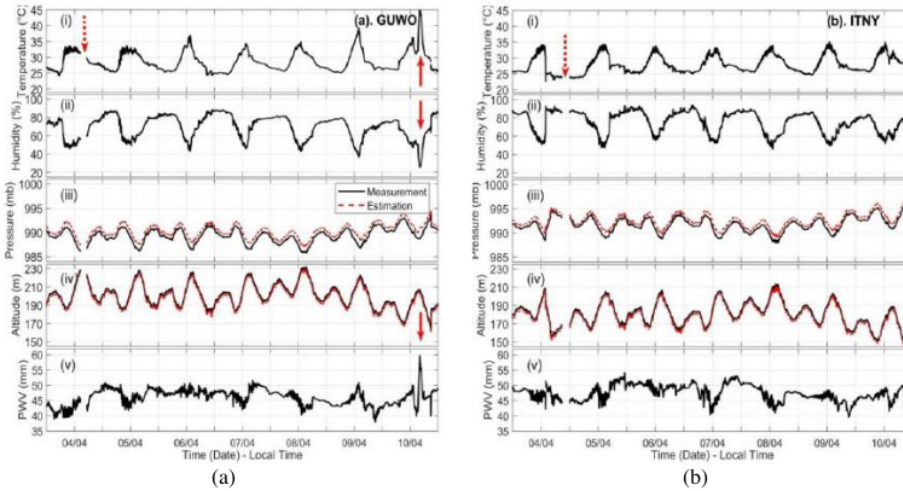 (i)
(a). GUWO
Temperature (°C)
45
40
35
30
25
20
(ii)
Humidity (%)
100
80
60
40
20
(iii)
Measurement
Estimation
Pressure (mb)
1000
995
990
985
(iv)
Altitude (m)
230
210
190
170
150
(v)
PWV (mm)
60
55
50
45
40
35
04/04 05/04 06/04 07/04 08/04 09/04 10/04
Time (Date) - Local Time
(a)
(i)
(b). ITNY
Temperature (°C)
45
40
35
30
25
20
(ii)
Humidity (%)
100
80
60
40
20
(iii)
Pressure (mb)
1000
995
990
985
(iv)
Altitude (m)
230
210
190
170
150
(v)
PWV (mm)
60
55
50
45
40
35
04/04 05/04 06/04 07/04 08/04 09/04 10/04
Time (Date) - Local Time
(b)